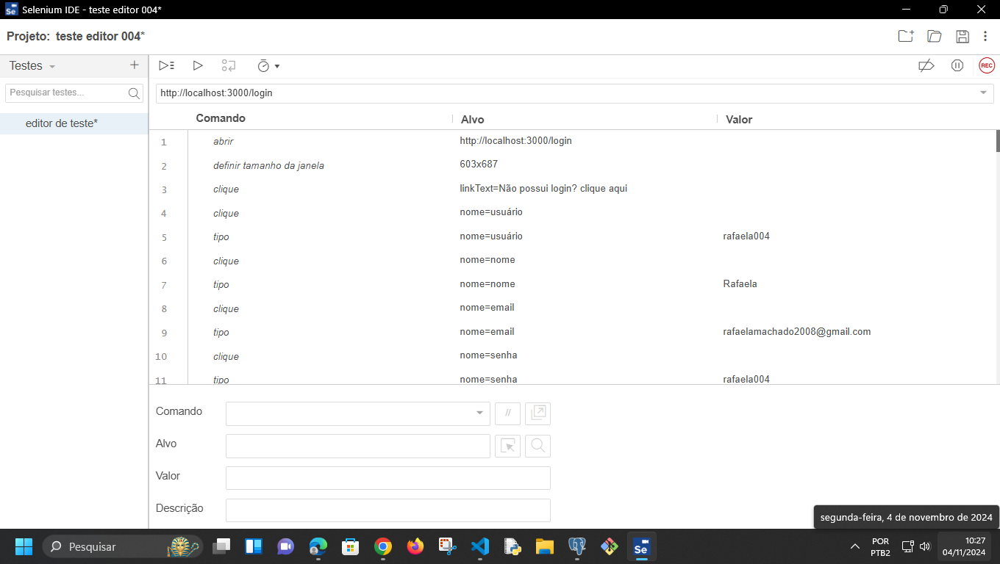 Selenium IDE - teste editor 004*
Projeto: teste editor 004*
Testes
Pesquisar testes...
editor de teste*
REC
http://localhost:3000/login
Comando Alvo Valor
1 abrir http://localhost:3000/login
2 definir tamanho da janela 603x687
3 clique linkText=Não possui login? clique aqui
4 clique nome=usuário
5 tipo nome=usuário rafaela004
6 clique nome=nome
7 tipo nome=nome Rafaela
8 clique nome=email
9 tipo nome=email rafaelamachado2008@gmail.com
10 clique nome=senha
11 tipo nome=senha rafaela004
Comando //
Alvo
Valor
Descrição
segunda-feira, 4 de novembro de 2024
Pesquisar
Se
POR
PTB2
10:27
04/11/2024